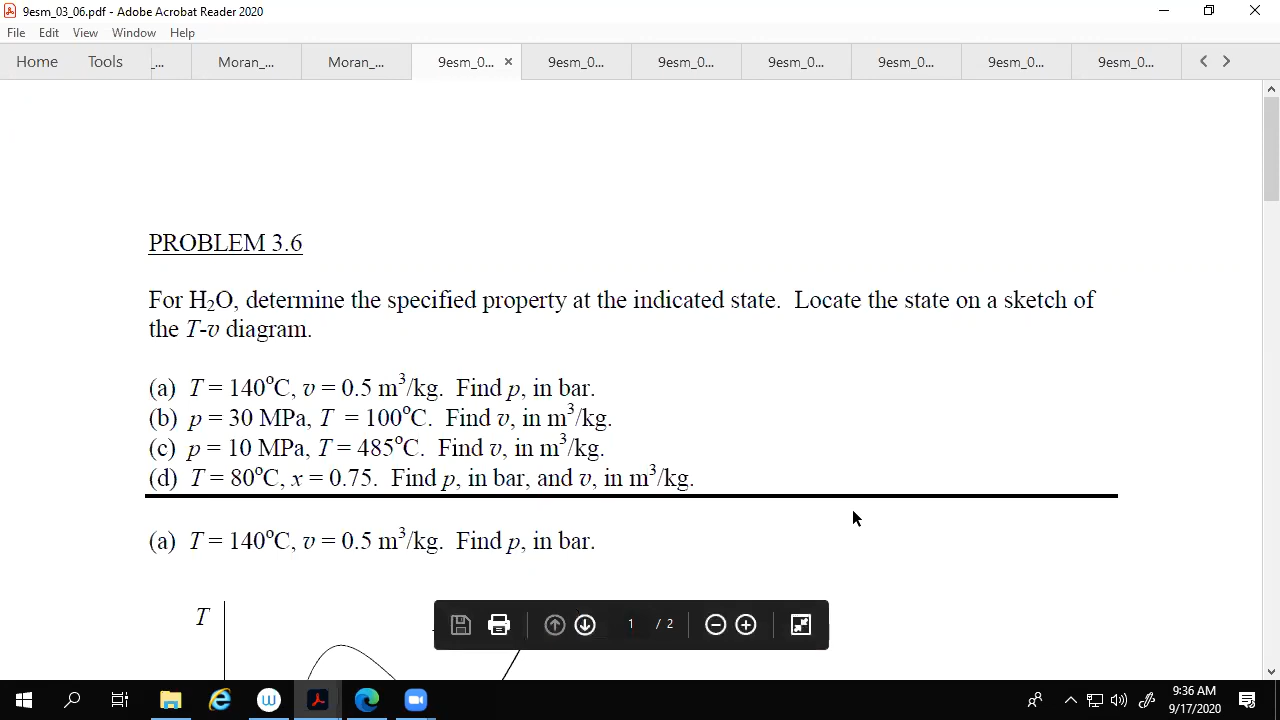 9esm_03_06.pdf - Adobe Acrobat Reader 2020
File Edit View Window Help
Home Tools _... Moran_... Moran_... 9esm_0... × 9esm_0... 9esm_0... 9esm_0... 9esm_0... 9esm_0... 9esm_0...
PROBLEM 3.6
For H₂O, determine the specified property at the indicated state. Locate the state on a sketch of
the T-v diagram.
(a) T = 140°C, v = 0.5 m³/kg. Find p, in bar.
(b) p = 30 MPa, T = 100°C. Find v, in m³/kg.
(c) p = 10 MPa, T = 485°C. Find v, in m³/kg.
(d) T = 80°C, x = 0.75. Find p, in bar, and v, in m³/kg.
(a) T = 140°C, v = 0.5 m³/kg. Find p, in bar.
T
1 / 2
9:36 AM
9/17/2020